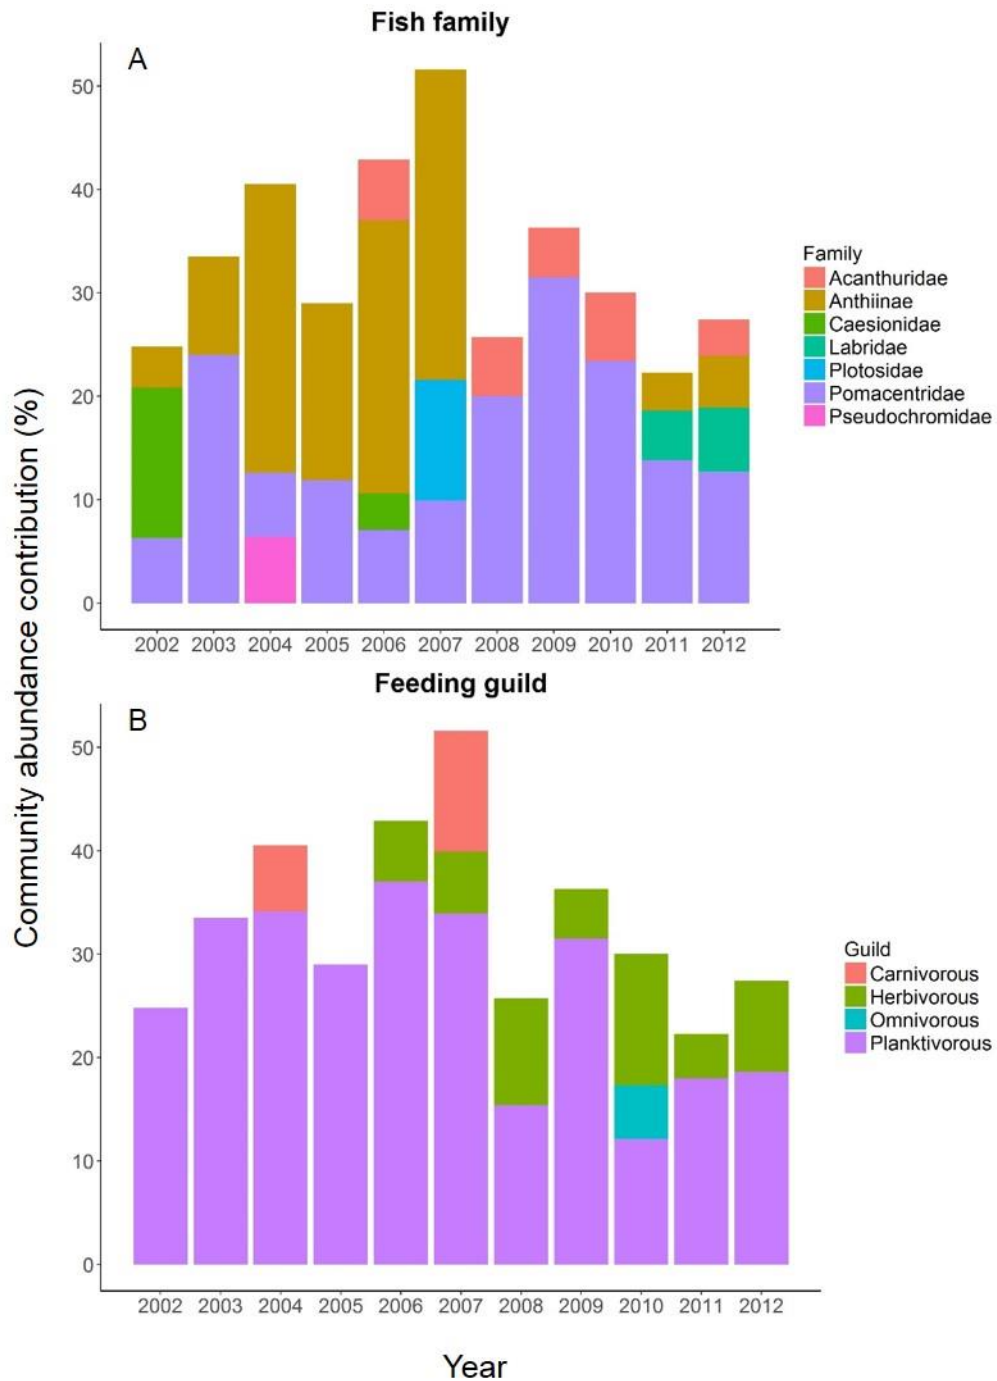 Fish family
A
50
40
30
20
10
0
2002 2003 2004 2005 2006 2007 2008 2009 2010 2011 2012
Family
Acanthuridae
Anthiinae
Caesionidae
Labridae
Plotosidae
Pomacentridae
Pseudochromidae
Community abundance contribution (%)
Feeding guild
B
50
40
30
20
10
0
2002 2003 2004 2005 2006 2007 2008 2009 2010 2011 2012
Guild
Carnivorous
Herbivorous
Omnivorous
Planktivorous
Year